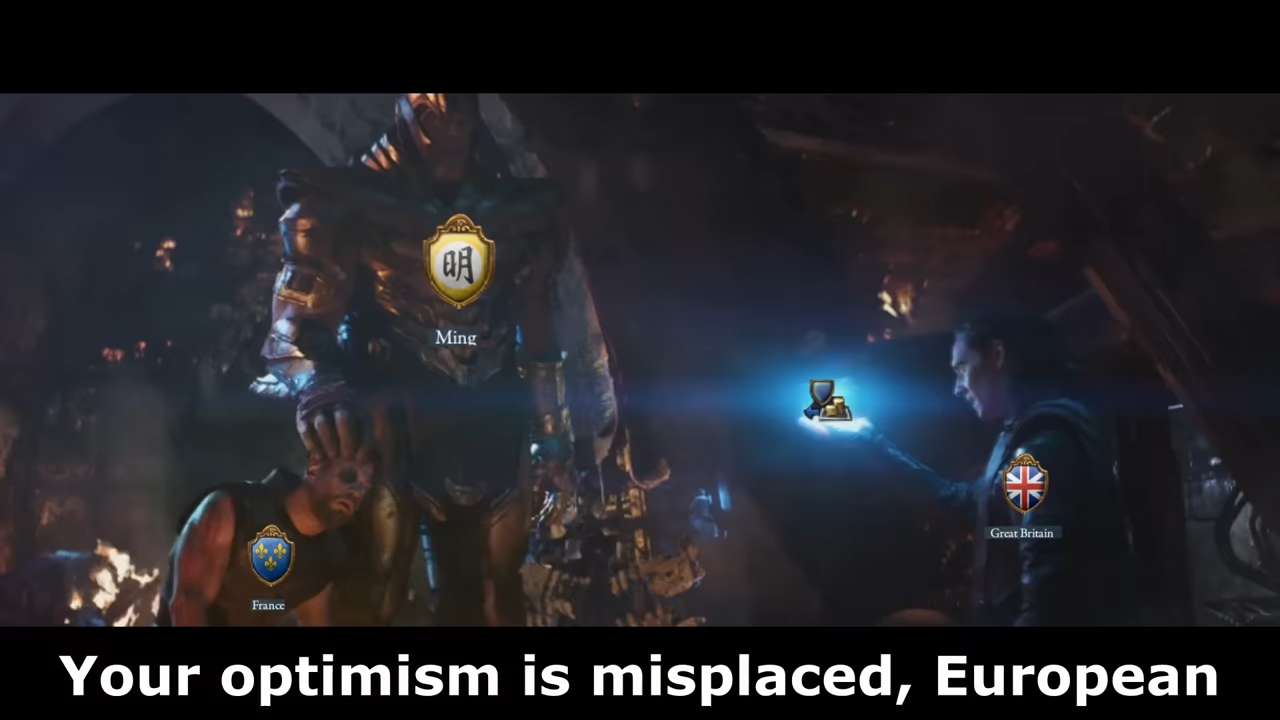 明
Ming
France
Great Britain
Your optimism is misplaced, European